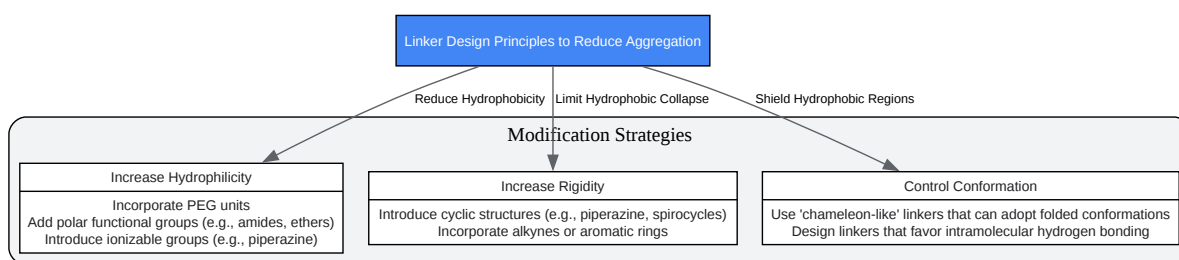 Linker Design Principles to Reduce Aggregation
Reduce Hydrophobicity
Limit Hydrophobic Collapse
Shield Hydrophobic Regions
Modification Strategies
Increase Hydrophilicity
Incorporate PEG units
Add polar functional groups (e.g., amides, ethers)
Introduce ionizable groups (e.g., piperazine)
Increase Rigidity
Introduce cyclic structures (e.g., piperazine, spirocycles)
Incorporate alkynes or aromatic rings
Control Conformation
Use 'chameleon-like' linkers that can adopt folded conformations
Design linkers that favor intramolecular hydrogen bonding